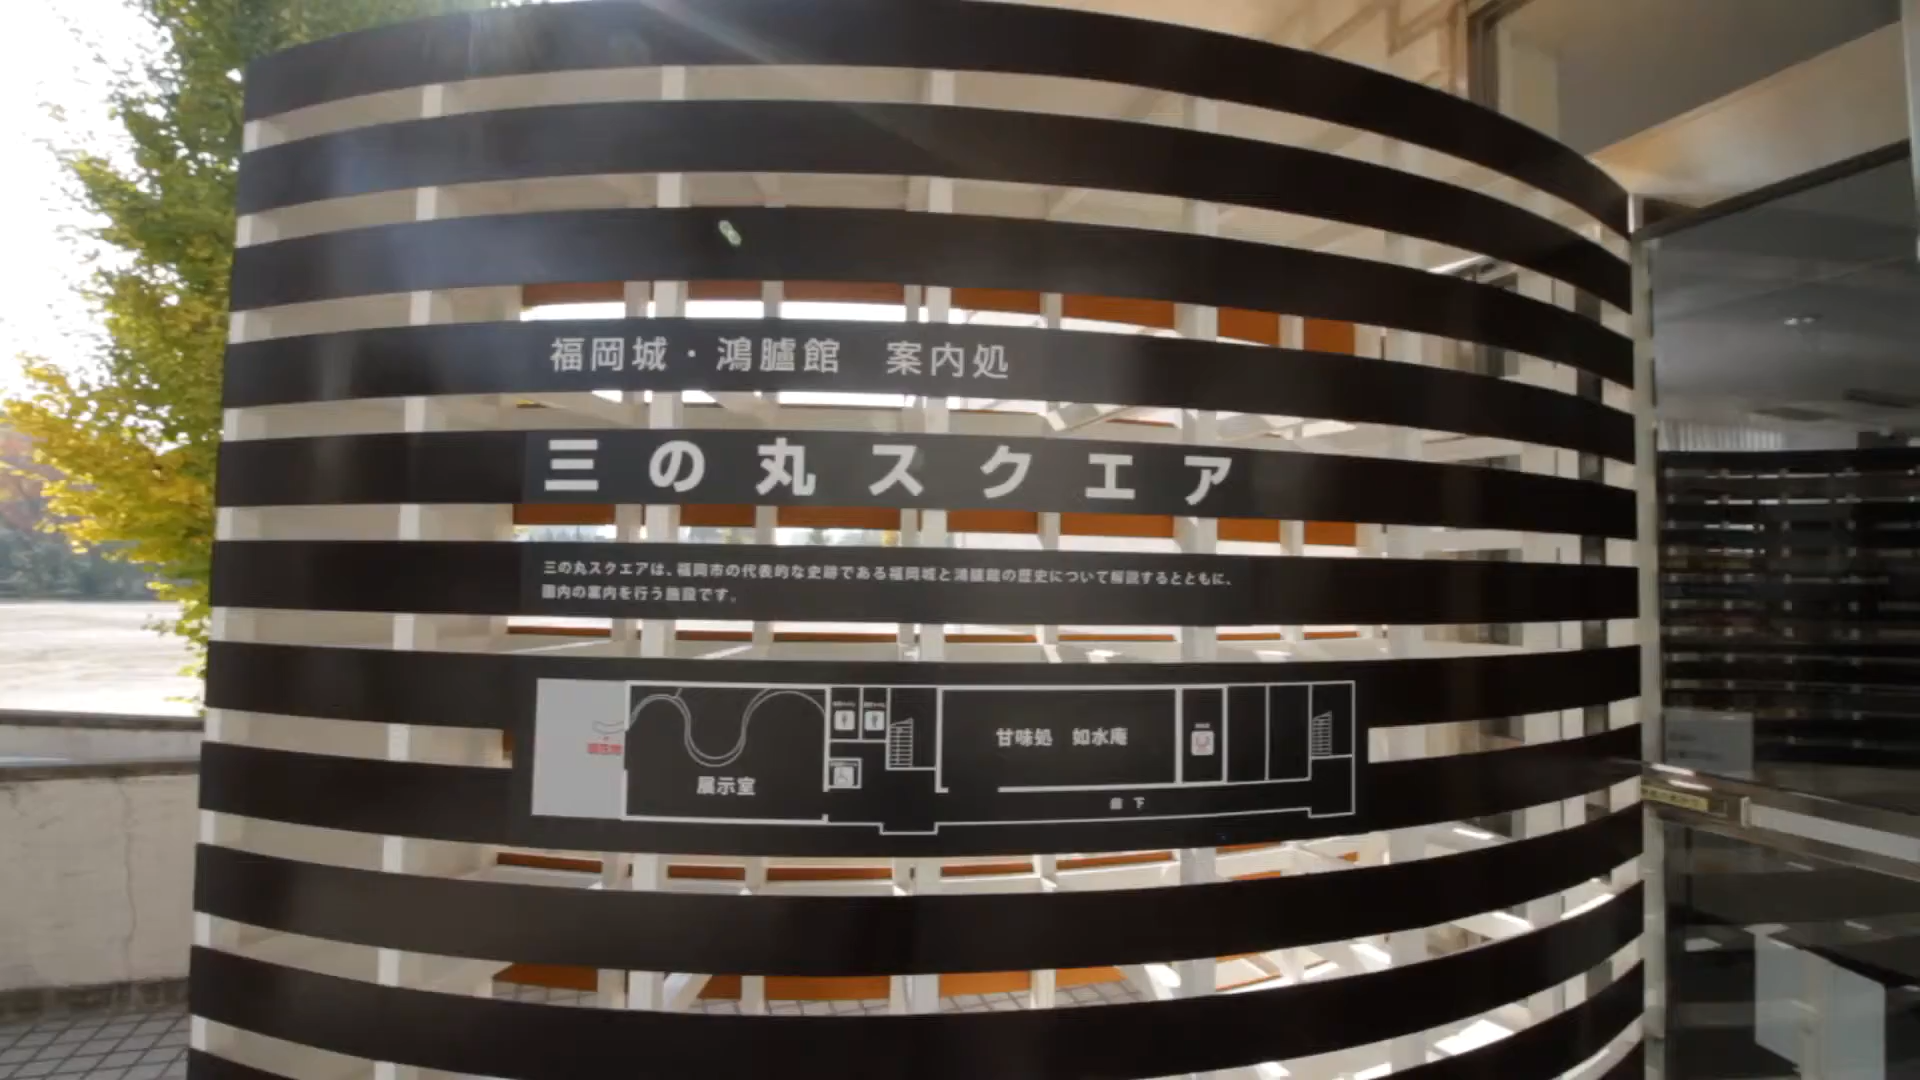 福岡城・鴻臚館 案内処
三の丸スクエア
三の丸スクエアは、福岡市の代表的な史跡である福岡城と鴻臚館の歴史について解説するとともに、
園内の案内を行う施設です。
現在地
展示室
甘味処 如水庵
廊下